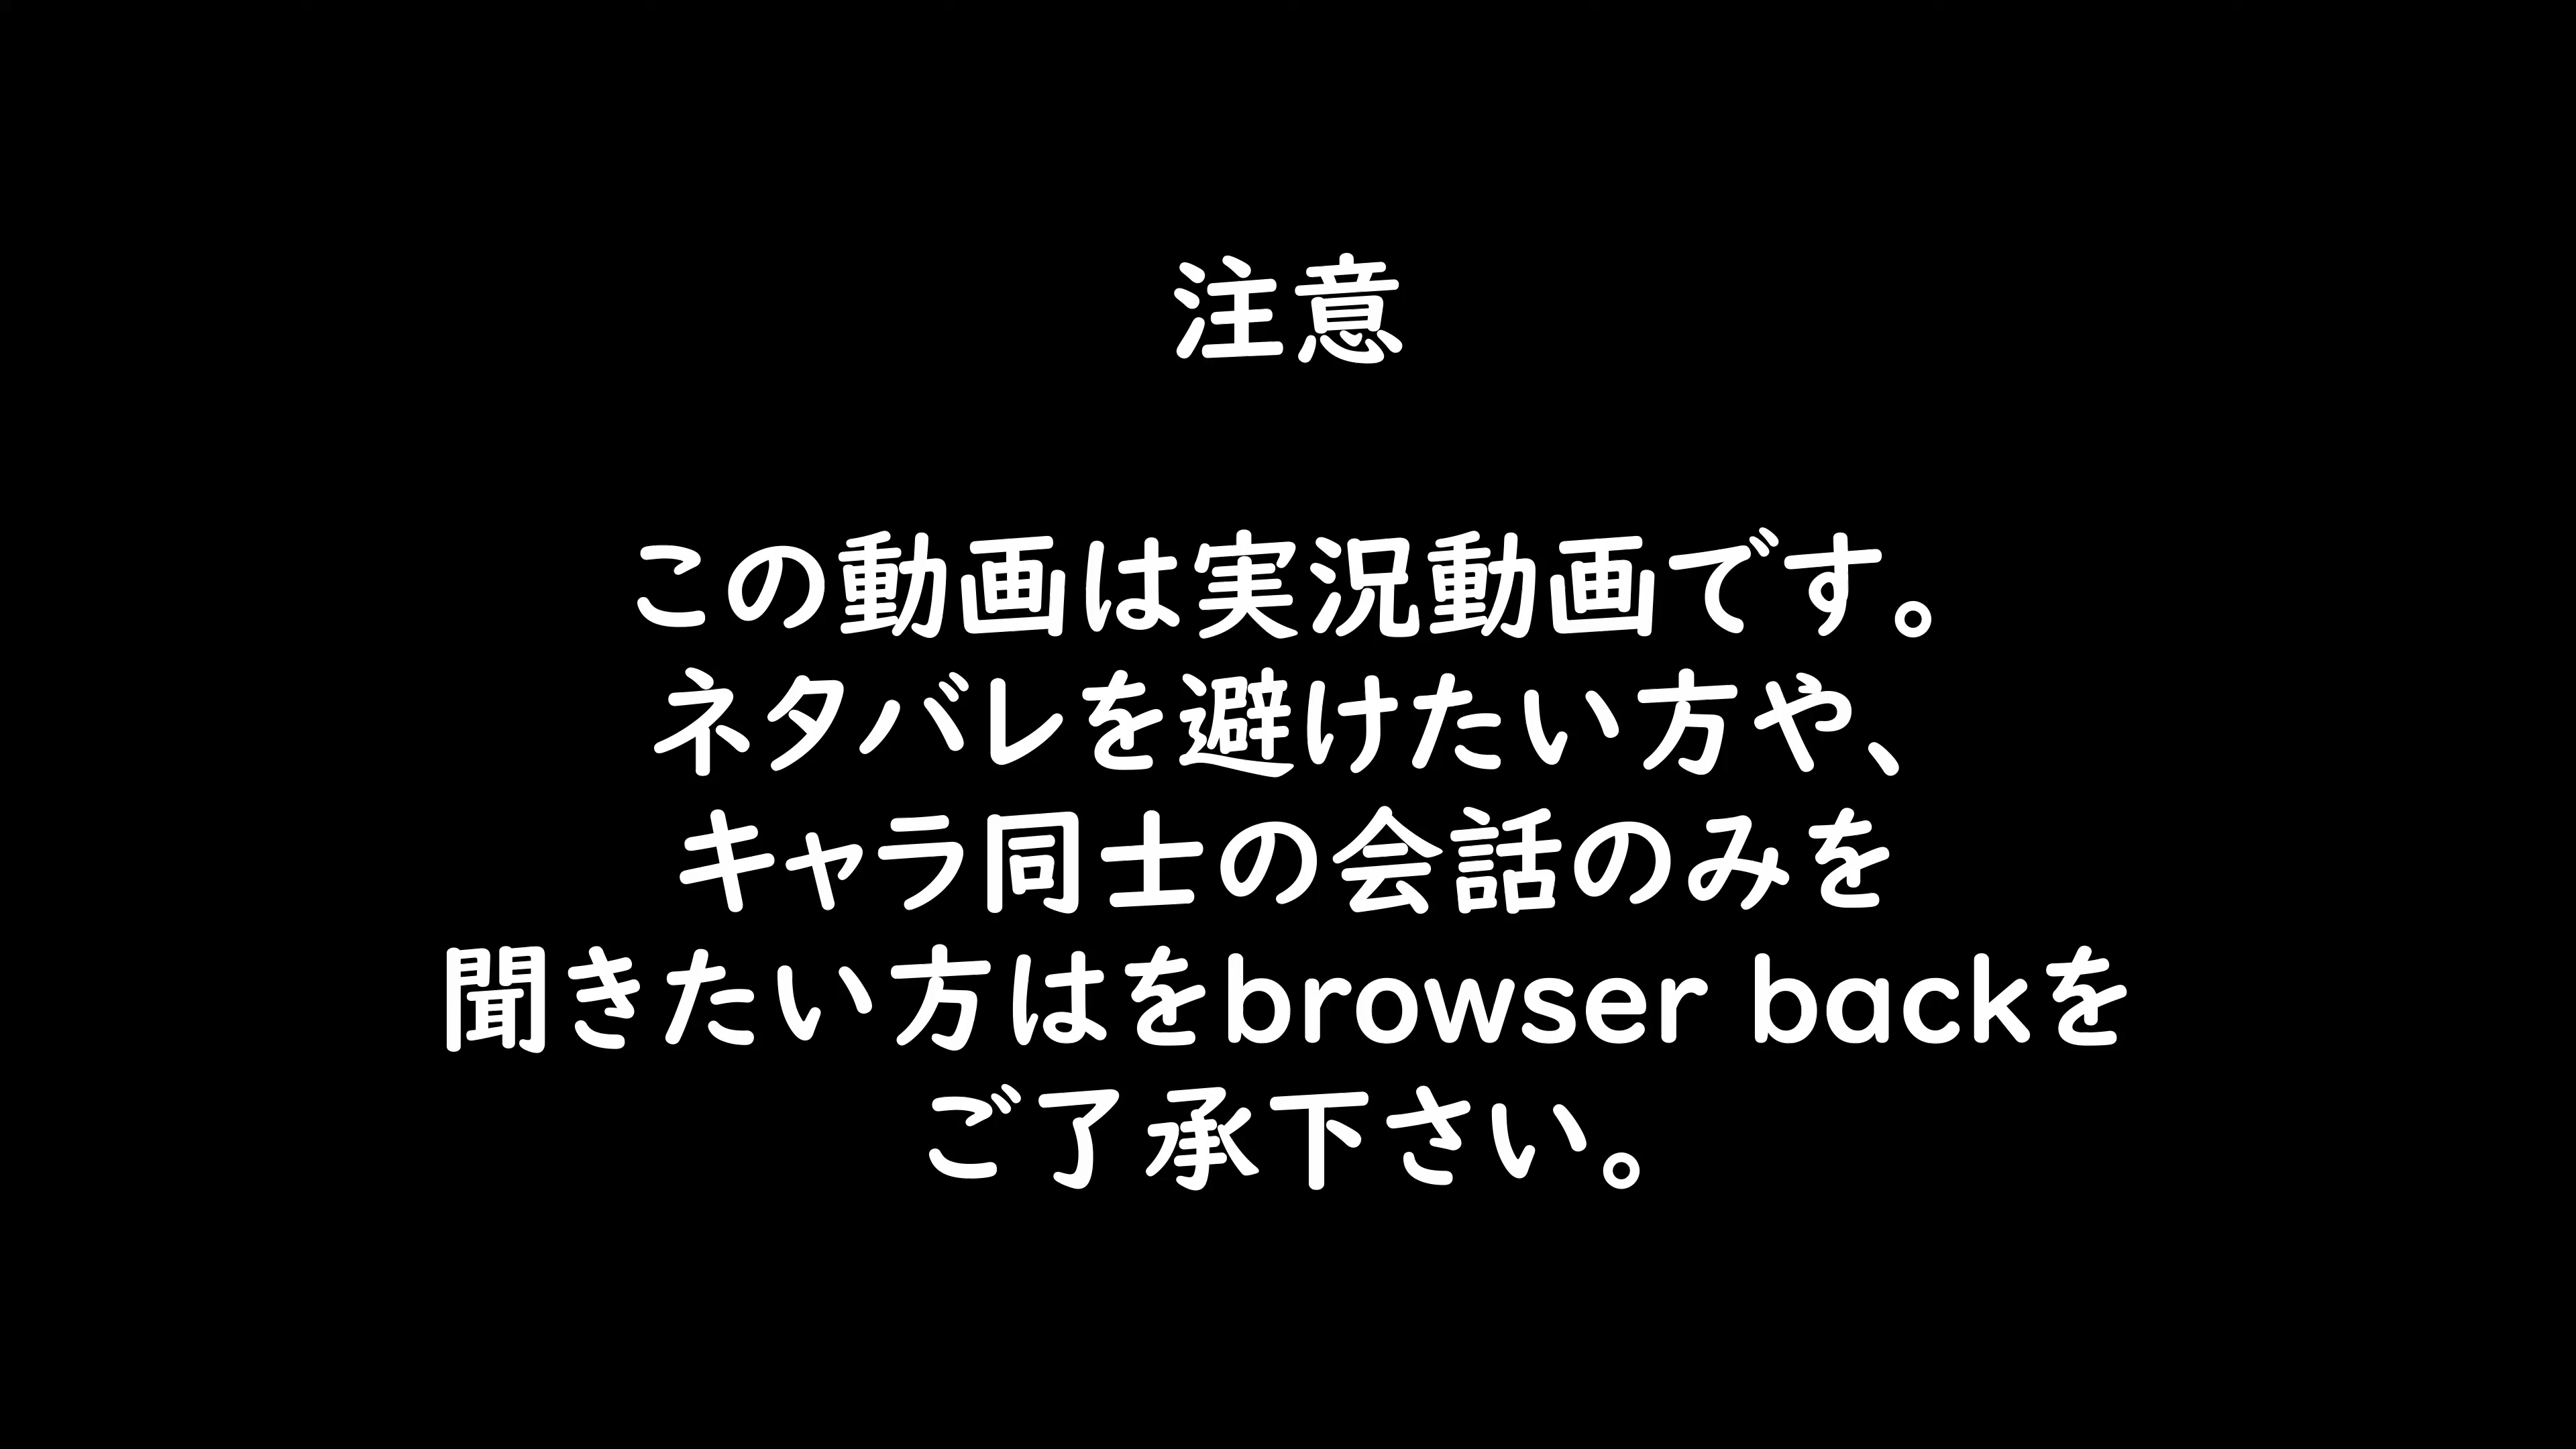 注意
この動画は実況動画です。
ネタバレを避けたい方や、
キャラ同士の会話のみを
聞きたい方はをbrowser backを
ご了承下さい。